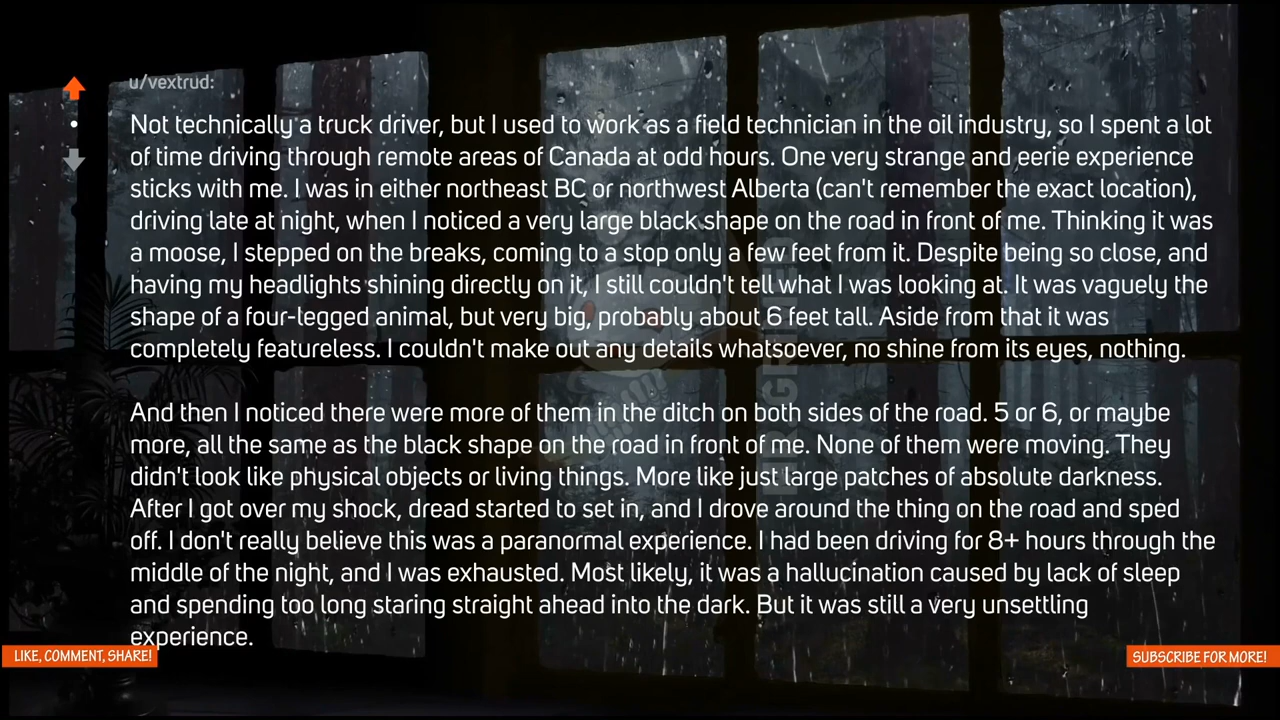 u/vextrud:
Not technically a truck driver, but I used to work as a field technician in the oil industry, so I spent a lot
of time driving through remote areas of Canada at odd hours. One very strange and eerie experience
sticks with me. I was in either northeast BC or northwest Alberta (can't remember the exact location),
driving late at night, when I noticed a very large black shape on the road in front of me. Thinking it was
a moose, I stepped on the breaks, coming to a stop only a few feet from it. Despite being so close, and
having my headlights shining directly on it, I still couldn't tell what I was looking at. It was vaguely the
shape of a four-legged animal, but very big, probably about 6 feet tall. Aside from that it was
completely featureless. I couldn't make out any details whatsoever, no shine from its eyes, nothing.
And then I noticed there were more of them in the ditch on both sides of the road. 5 or 6, or maybe
more, all the same as the black shape on the road in front of me. None of them were moving. They
didn't look like physical objects or living things. More like just large patches of absolute darkness.
After I got over my shock, dread started to set in, and I drove around the thing on the road and sped
off. I don't really believe this was a paranormal experience. I had been driving for 8+ hours through the
middle of the night, and I was exhausted. Most likely, it was a hallucination caused by lack of sleep
and spending too long staring straight ahead into the dark. But it was still a very unsettling
experience.
LIKE, COMMENT, SHARE!
SUBSCRIBE FOR MORE!